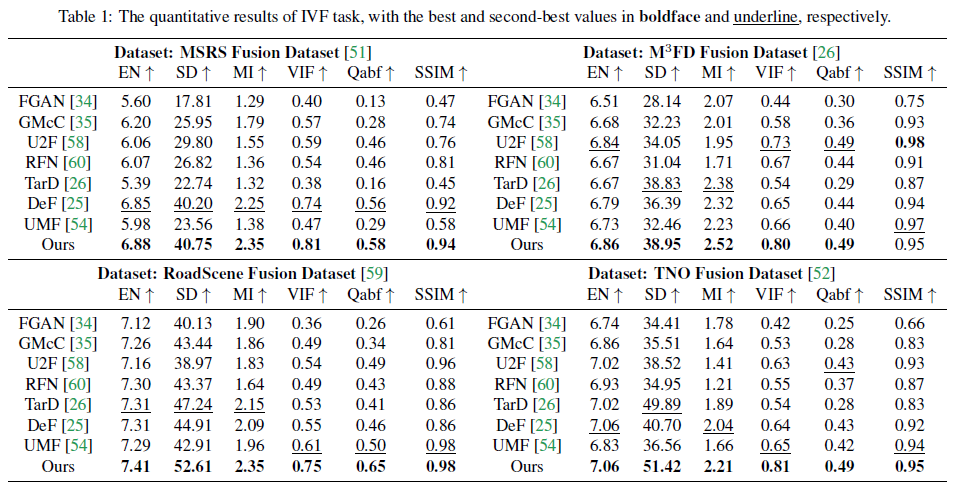 Table 1: The quantitative results of IVF task, with the best and second-best values in boldface and underline, respectively.
Dataset: MSRS Fusion Dataset [51] Dataset: M³FD Fusion Dataset [26]
EN ↑ SD ↑ MI ↑ VIF ↑ Qabf ↑ SSIM ↑ EN ↑ SD ↑ MI ↑ VIF ↑ Qabf ↑ SSIM ↑
FGAN [34] 5.60 17.81 1.29 0.40 0.13 0.47 FGAN [34] 6.51 28.14 2.07 0.44 0.30 0.75
GMcC [35] 6.20 25.95 1.79 0.57 0.28 0.74 GMcC [35] 6.68 32.23 2.01 0.58 0.36 0.93
U2F [58] 6.06 29.80 1.55 0.59 0.46 0.76 U2F [58] 6.84 34.05 1.95 0.73 0.49 0.98
RFN [60] 6.07 26.82 1.36 0.54 0.46 0.81 RFN [60] 6.67 31.04 1.71 0.67 0.44 0.91
TarD [26] 5.39 22.74 1.32 0.38 0.16 0.45 TarD [26] 6.67 38.83 2.38 0.54 0.29 0.87
DeF [25] 6.85 40.20 2.25 0.74 0.56 0.92 DeF [25] 6.79 36.39 2.32 0.65 0.44 0.94
UMF [54] 5.98 23.56 1.38 0.47 0.29 0.58 UMF [54] 6.73 32.46 2.23 0.66 0.40 0.97
Ours 6.88 40.75 2.35 0.81 0.58 0.94 Ours 6.86 38.95 2.52 0.80 0.49 0.95
Dataset: RoadScene Fusion Dataset [59] Dataset: TNO Fusion Dataset [52]
EN ↑ SD ↑ MI ↑ VIF ↑ Qabf ↑ SSIM ↑ EN ↑ SD ↑ MI ↑ VIF ↑ Qabf ↑ SSIM ↑
FGAN [34] 7.12 40.13 1.90 0.36 0.26 0.61 FGAN [34] 6.74 34.41 1.78 0.42 0.25 0.66
GMcC [35] 7.26 43.44 1.86 0.49 0.34 0.81 GMcC [35] 6.86 35.51 1.64 0.53 0.28 0.83
U2F [58] 7.16 38.97 1.83 0.54 0.49 0.96 U2F [58] 7.02 38.52 1.41 0.63 0.43 0.93
RFN [60] 7.30 43.37 1.64 0.49 0.43 0.88 RFN [60] 6.93 34.95 1.21 0.55 0.37 0.87
TarD [26] 7.31 47.24 2.15 0.53 0.41 0.86 TarD [26] 7.02 49.89 1.89 0.54 0.28 0.83
DeF [25] 7.31 44.91 2.09 0.55 0.46 0.86 DeF [25] 7.06 40.70 2.04 0.64 0.43 0.92
UMF [54] 7.29 42.91 1.96 0.61 0.50 0.98 UMF [54] 6.83 36.56 1.66 0.65 0.42 0.94
Ours 7.41 52.61 2.35 0.75 0.65 0.98 Ours 7.06 51.42 2.21 0.81 0.49 0.95